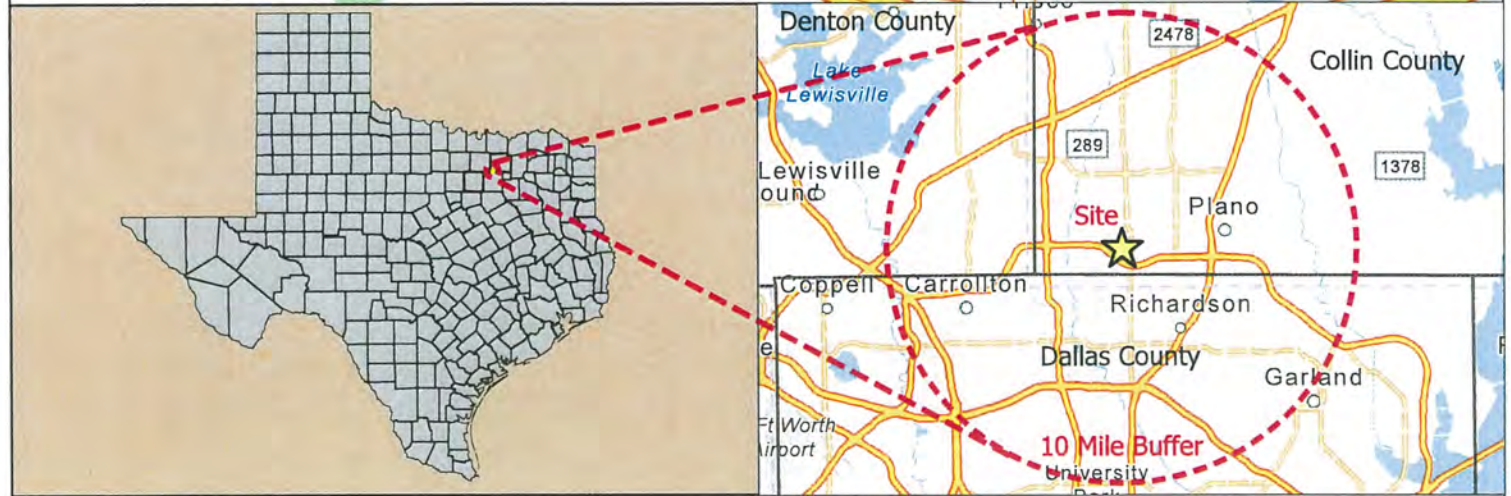 Denton County
2478
Collin County
Lake
Lewisville
289
1378
Lewisville
Plano
Site
Coppell
Carrollton
Richardson
Dallas County
Garland
Ft Worth
10 Mile Buffer
University